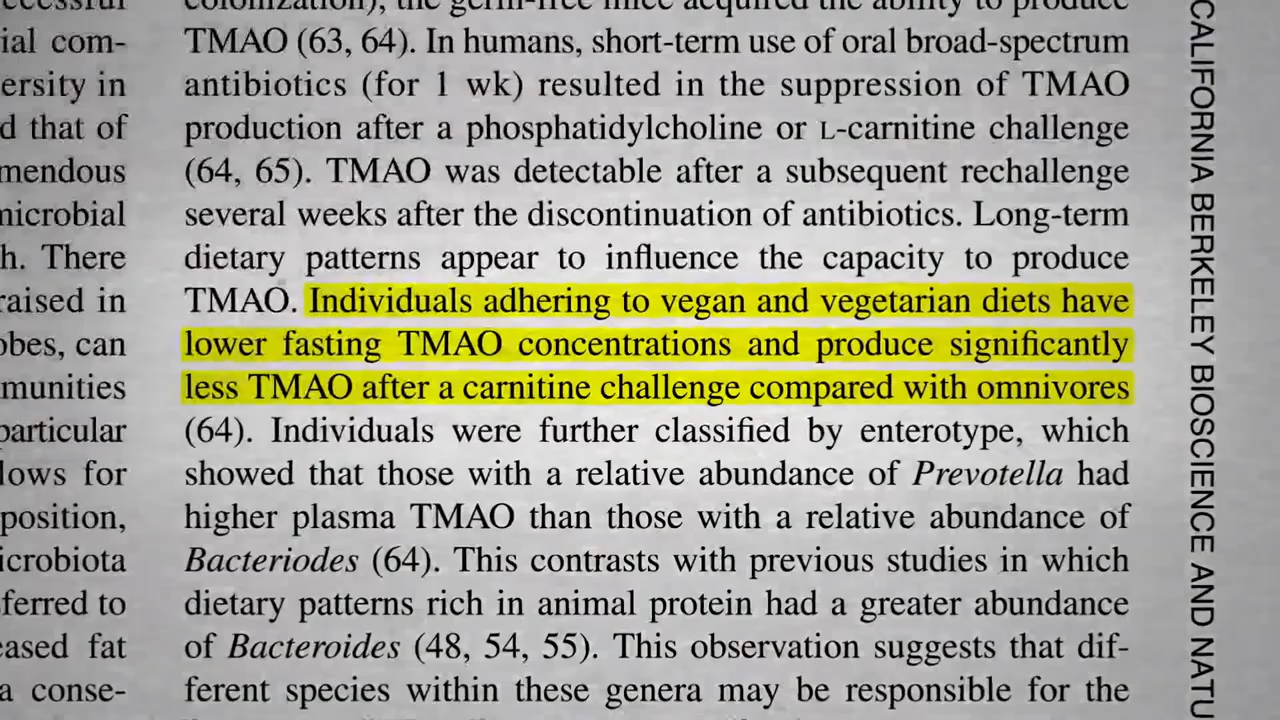 ial com-
ersity in
d that of
mendous
microbial
h. There
raised in
obes, can
munities
particular
lows for
position,
icrobiota
ferred to
eased fat
a conse-
colonization), the germ-free mice acquired the ability to produce
TMAO (63, 64). In humans, short-term use of oral broad-spectrum
antibiotics (for 1 wk) resulted in the suppression of TMAO
production after a phosphatidylcholine or L-carnitine challenge
(64, 65). TMAO was detectable after a subsequent rechallenge
several weeks after the discontinuation of antibiotics. Long-term
dietary patterns appear to influence the capacity to produce
TMAO. Individuals adhering to vegan and vegetarian diets have
lower fasting TMAO concentrations and produce significantly
less TMAO after a carnitine challenge compared with omnivores
(64). Individuals were further classified by enterotype, which
showed that those with a relative abundance of Prevotella had
higher plasma TMAO than those with a relative abundance of
Bacteriodes (64). This contrasts with previous studies in which
dietary patterns rich in animal protein had a greater abundance
of Bacteroides (48, 54, 55). This observation suggests that dif-
ferent species within these genera may be responsible for the
CALIFORNIA BERKELEY BIOSCIENCE AND NATU